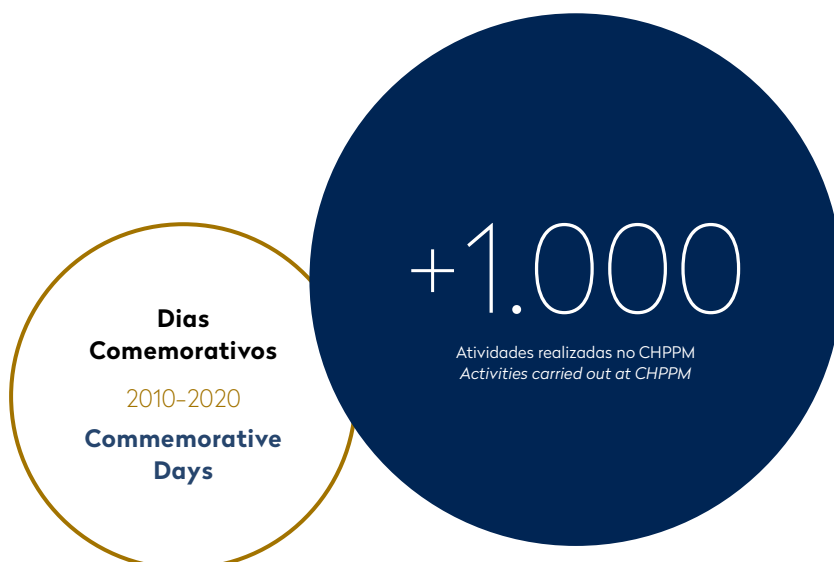 Dias
Comemorativos
2010–2020
Commemorative
Days
+1.000
Atividades realizadas no CHPPM
Activities carried out at CHPPM